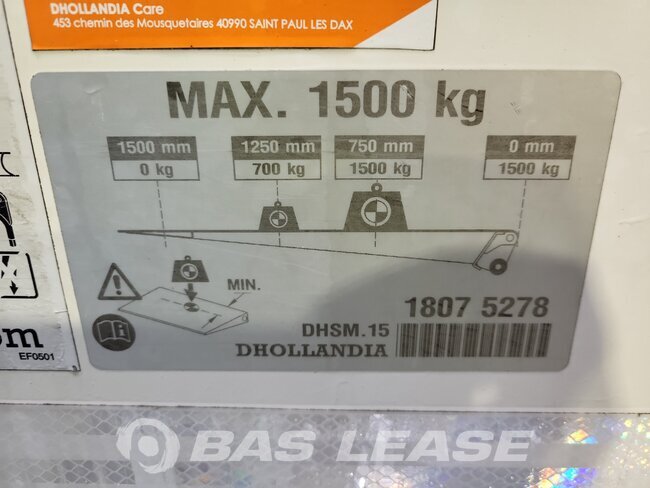 DHOLLANDIA Care
453 chemin des Mousquetaires 40990 SAINT PAUL LES DAX
MAX. 1500 kg
1500 mm 1250 mm 750 mm 0 mm
0 kg 700 kg 1500 kg 1500 kg
MIN.
1807 5278
DHSM.15
DHOLLANDIA
EF0501
BAS LEASE